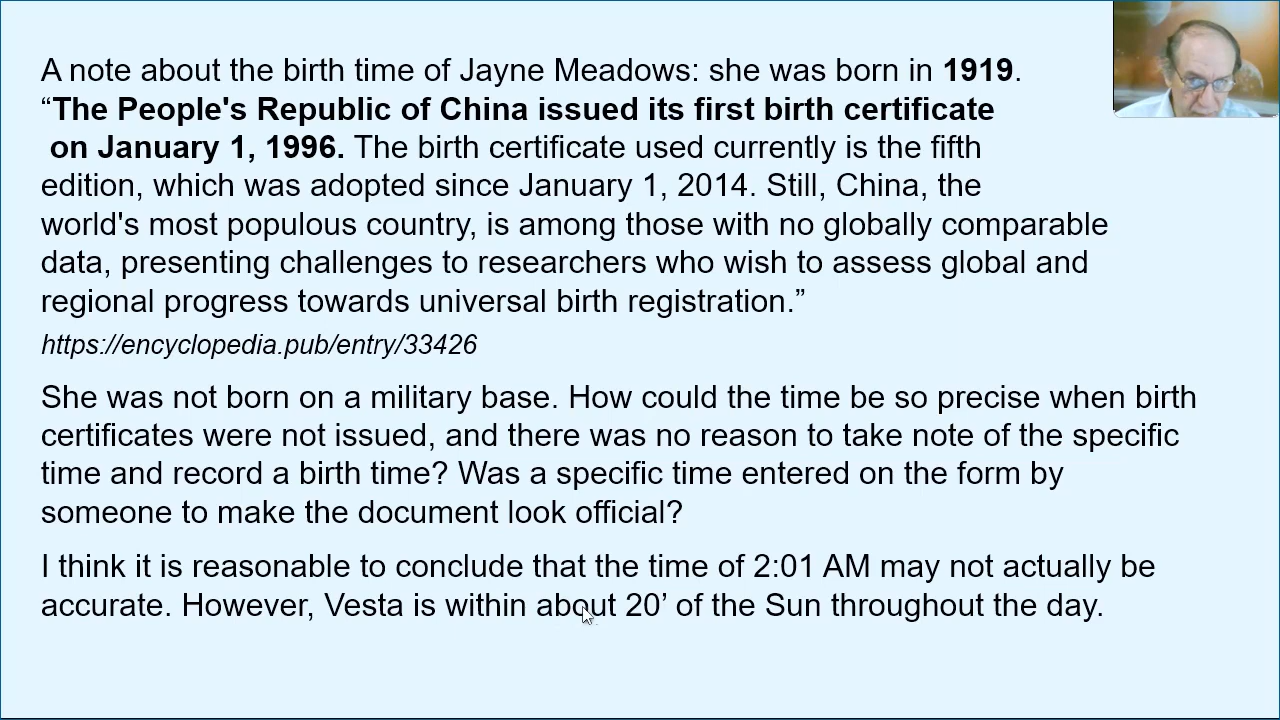 A note about the birth time of Jayne Meadows: she was born in 1919.
“The People's Republic of China issued its first birth certificate
on January 1, 1996. The birth certificate used currently is the fifth
edition, which was adopted since January 1, 2014. Still, China, the
world's most populous country, is among those with no globally comparable
data, presenting challenges to researchers who wish to assess global and
regional progress towards universal birth registration.”
https://encyclopedia.pub/entry/33426
She was not born on a military base. How could the time be so precise when birth
certificates were not issued, and there was no reason to take note of the specific
time and record a birth time? Was a specific time entered on the form by
someone to make the document look official?
I think it is reasonable to conclude that the time of 2:01 AM may not actually be
accurate. However, Vesta is within about 20’ of the Sun throughout the day.